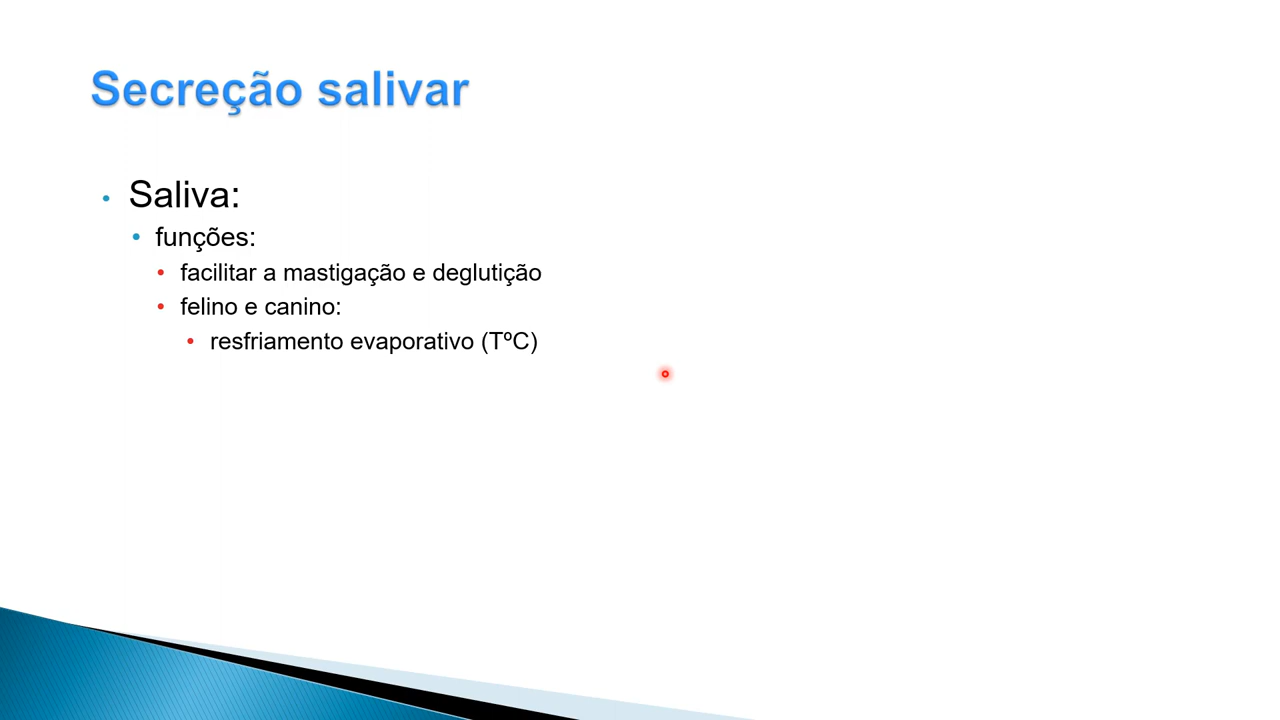 Secreção salivar
• Saliva:
• funções:
• facilitar a mastigação e deglutição
• felino e canino:
• resfriamento evaporativo (TºC)